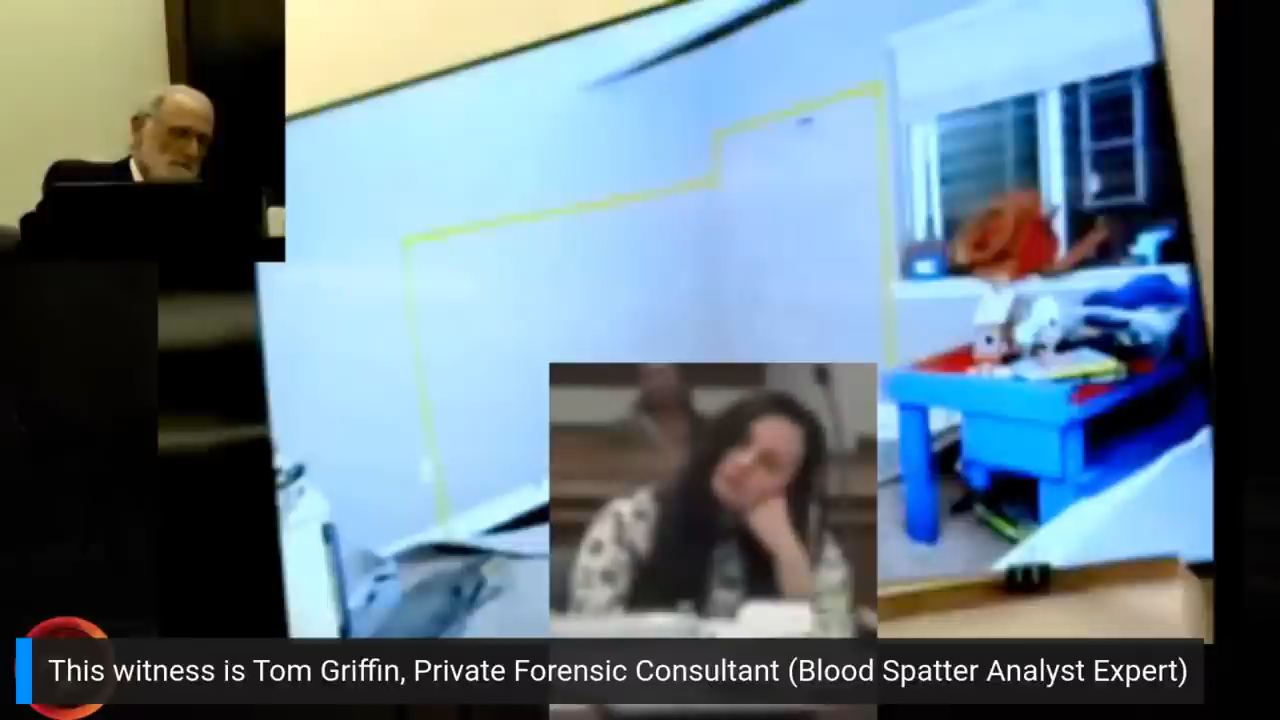 This witness is Tom Griffin, Private Forensic Consultant (Blood Spatter Analyst Expert)